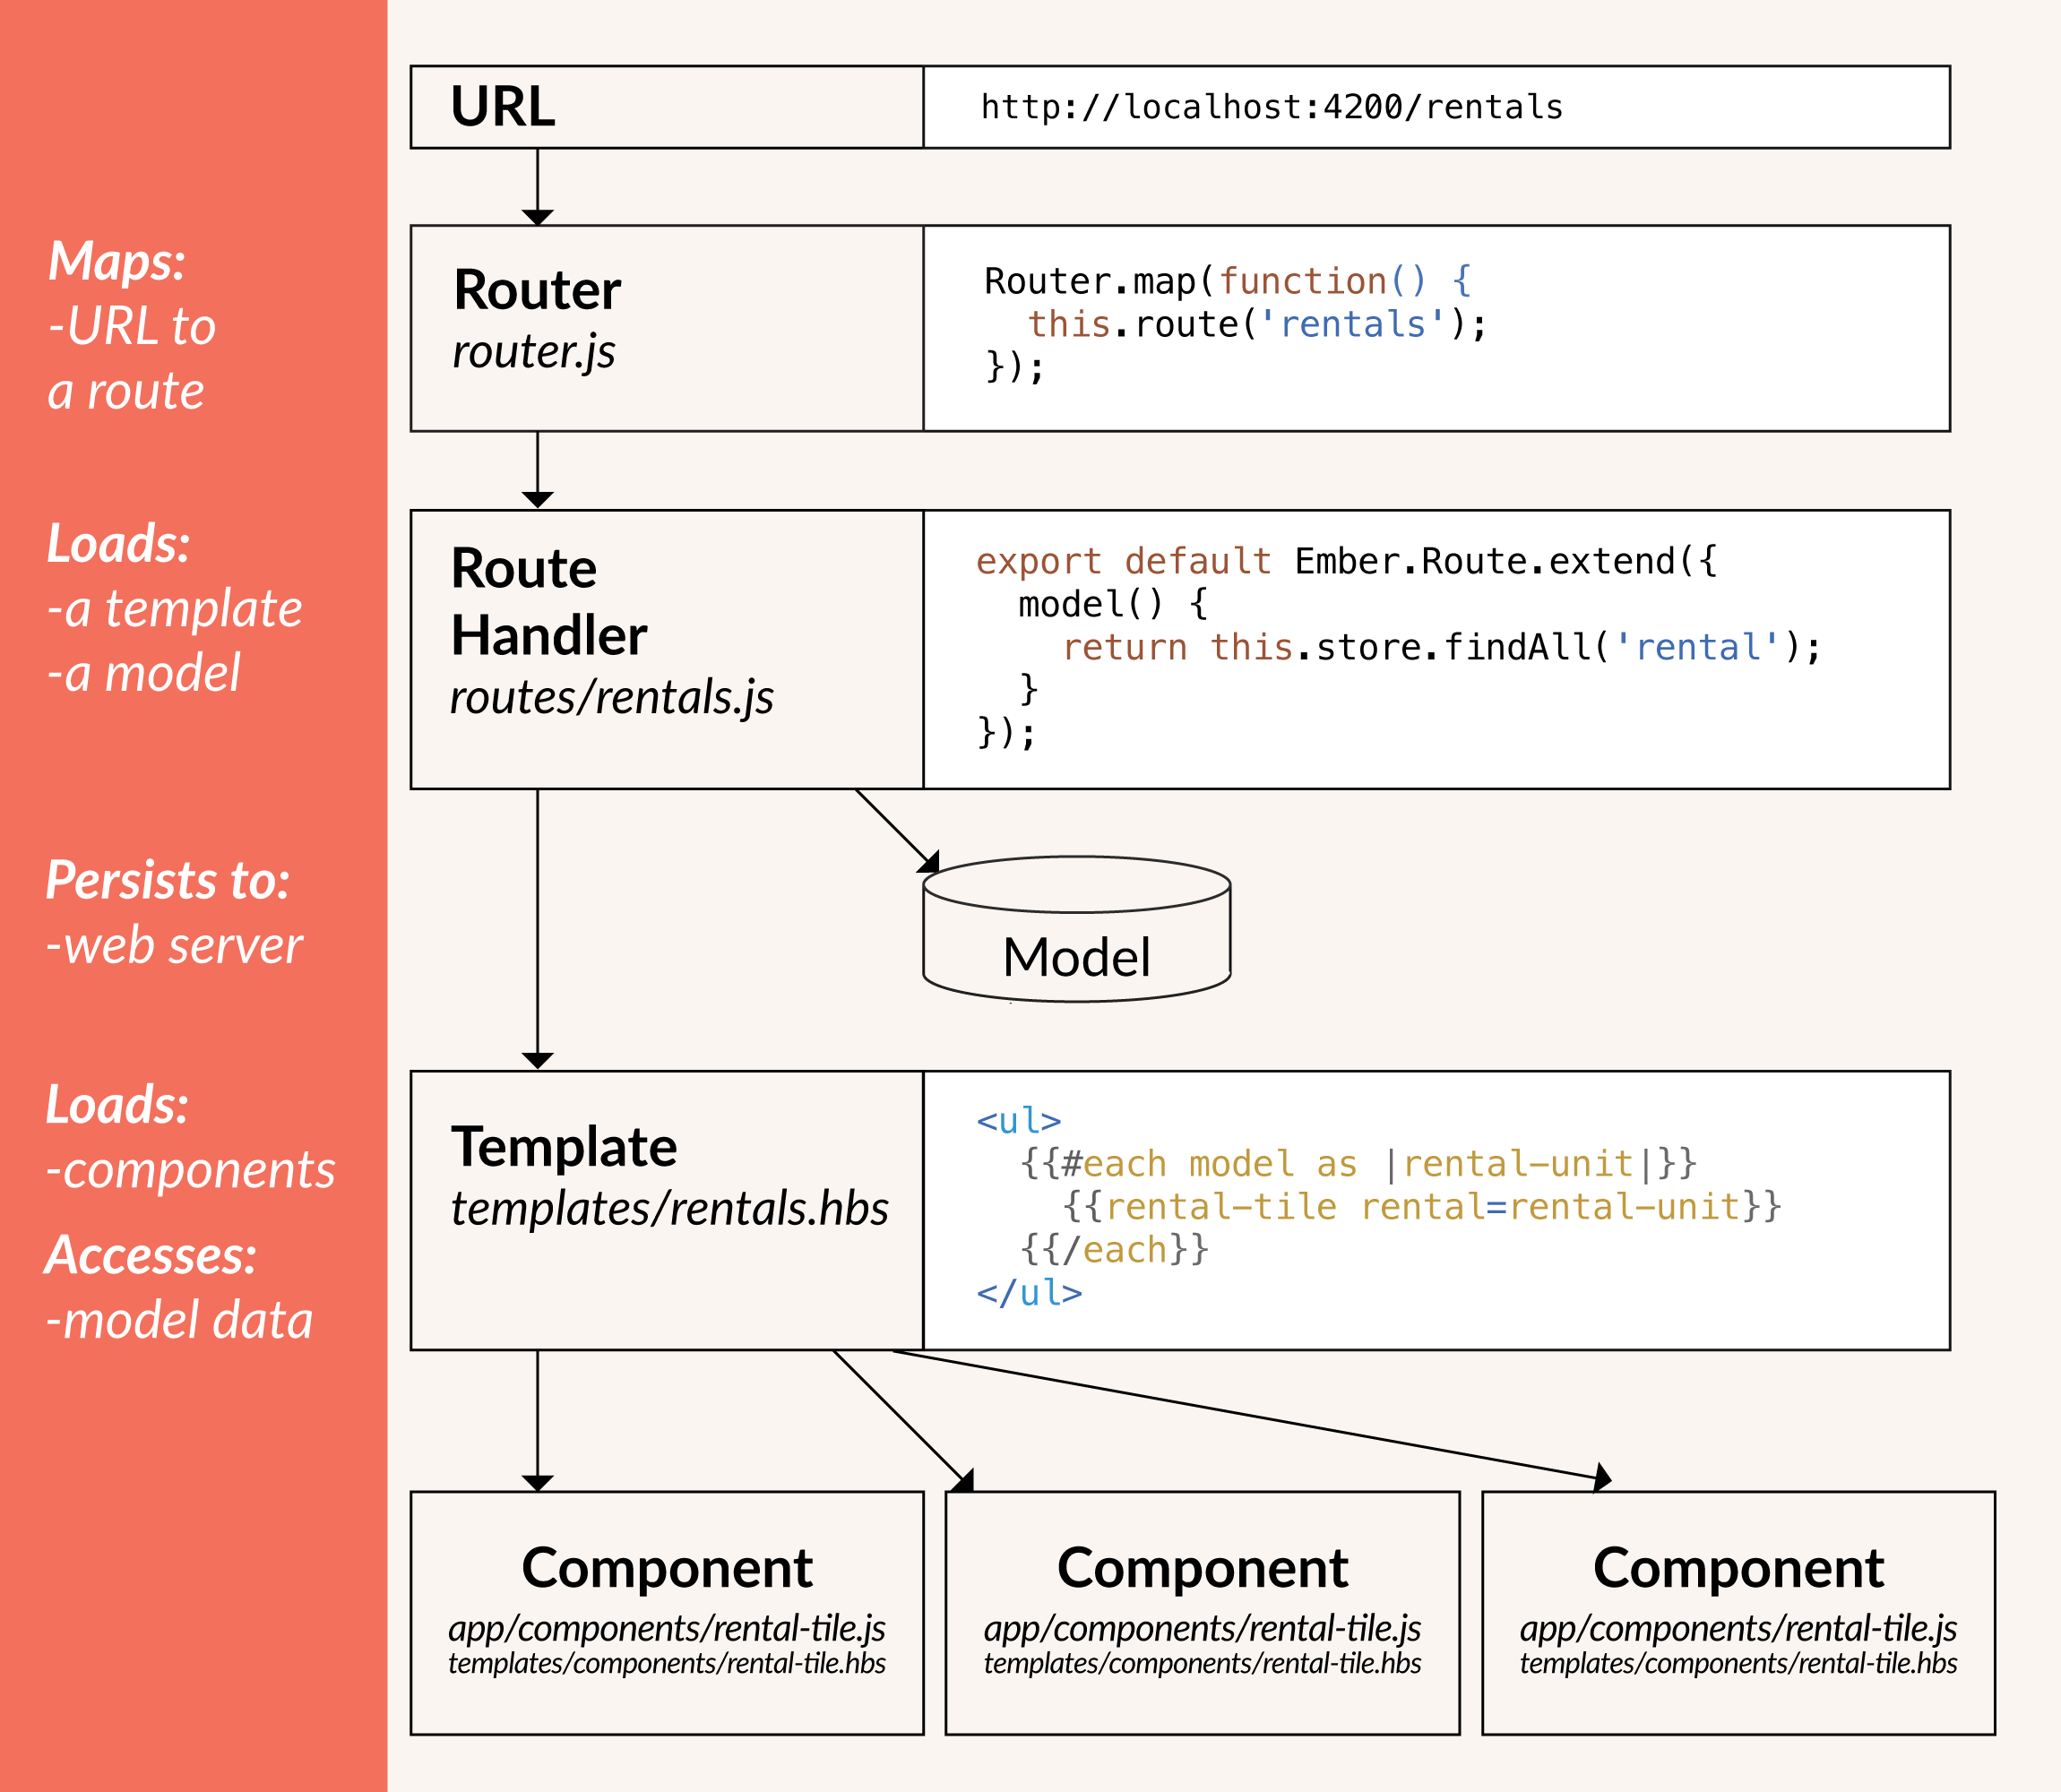 URL
http://localhost:4200/rentals
Maps:
-URL to
a route
Router
router.js
Router.map(function() {
  this.route('rentals');
});
Loads:
-a template
-a model
Route
Handler
routes/rentals.js
export default Ember.Route.extend({
  model() {
    return this.store.findAll('rental');
  }
});
Persists to:
-web server
Model
Loads:
-components
Accesses:
-model data
Template
templates/rentals.hbs
<ul>
  {{#each model as |rental-unit|}}
    {{rental-tile rental=rental-unit}}
  {{/each}}
</ul>
Component
app/components/rental-tile.js
templates/components/rental-tile.hbs
Component
app/components/rental-tile.js
templates/components/rental-tile.hbs
Component
app/components/rental-tile.js
templates/components/rental-tile.hbs